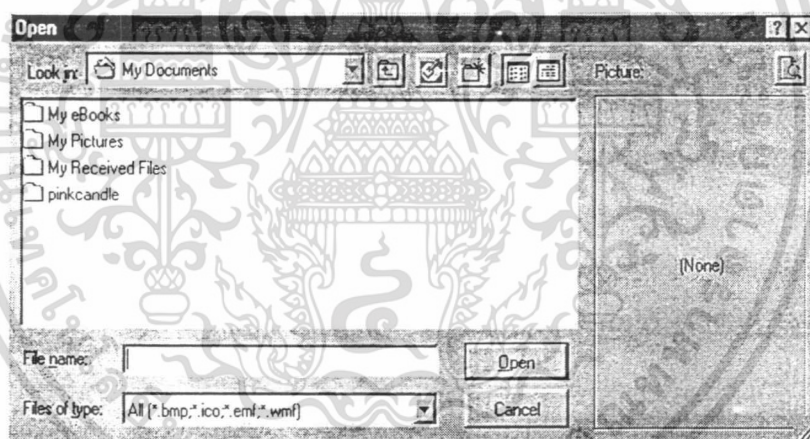 Open
Look in: My Documents
Picture:
My eBooks
My Pictures
My Received Files
pinkcandle
(None)
File name:
Open
Files of type: All (*.bmp;*.ico;*.emf;*.wmf)
Cancel